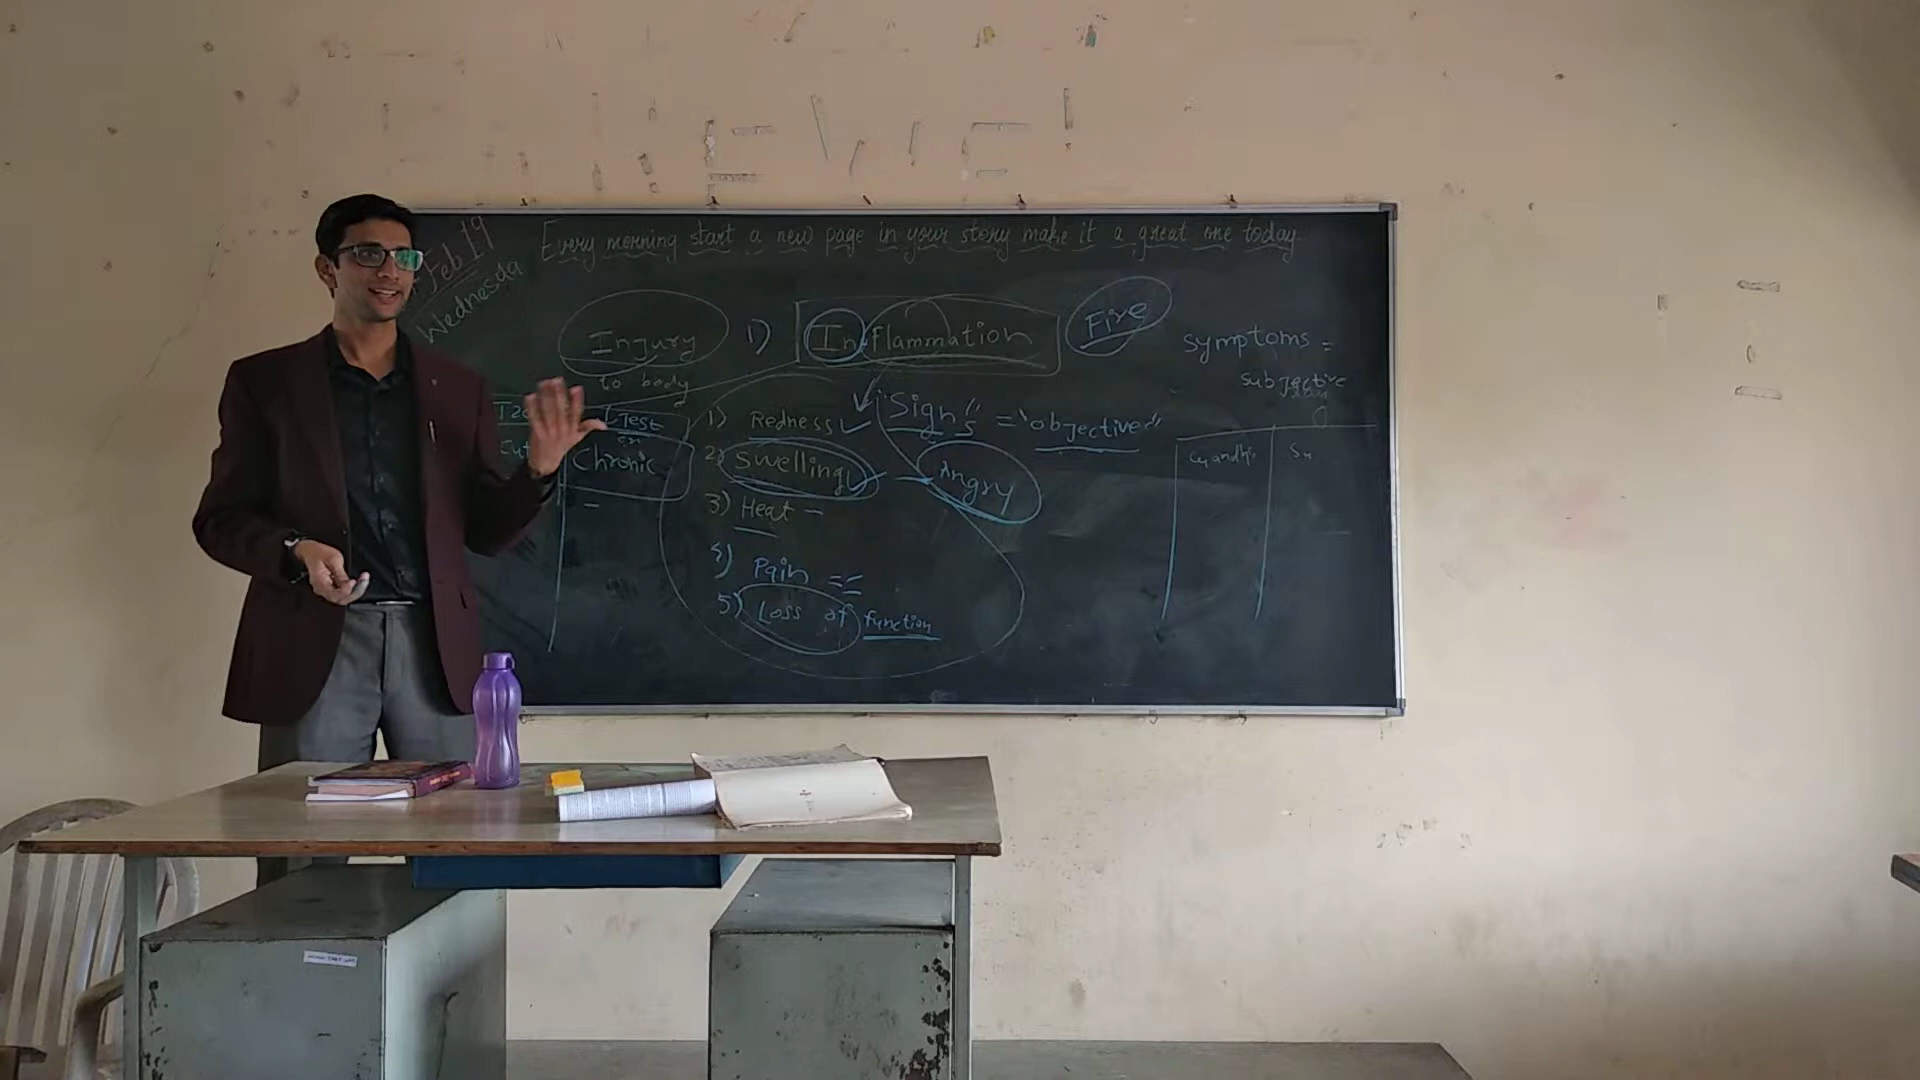 Feb 19
Wednesda
Every morning start a new page in your story make it a great one today.
Injury
to body
1) Inflammation
Fire
Symptoms =
subjective
1) Redness
"Signs" = "objective"
Test
Chronic
2) Swelling
Angry
3) Heat -
4) Pain ==
5) Loss of function